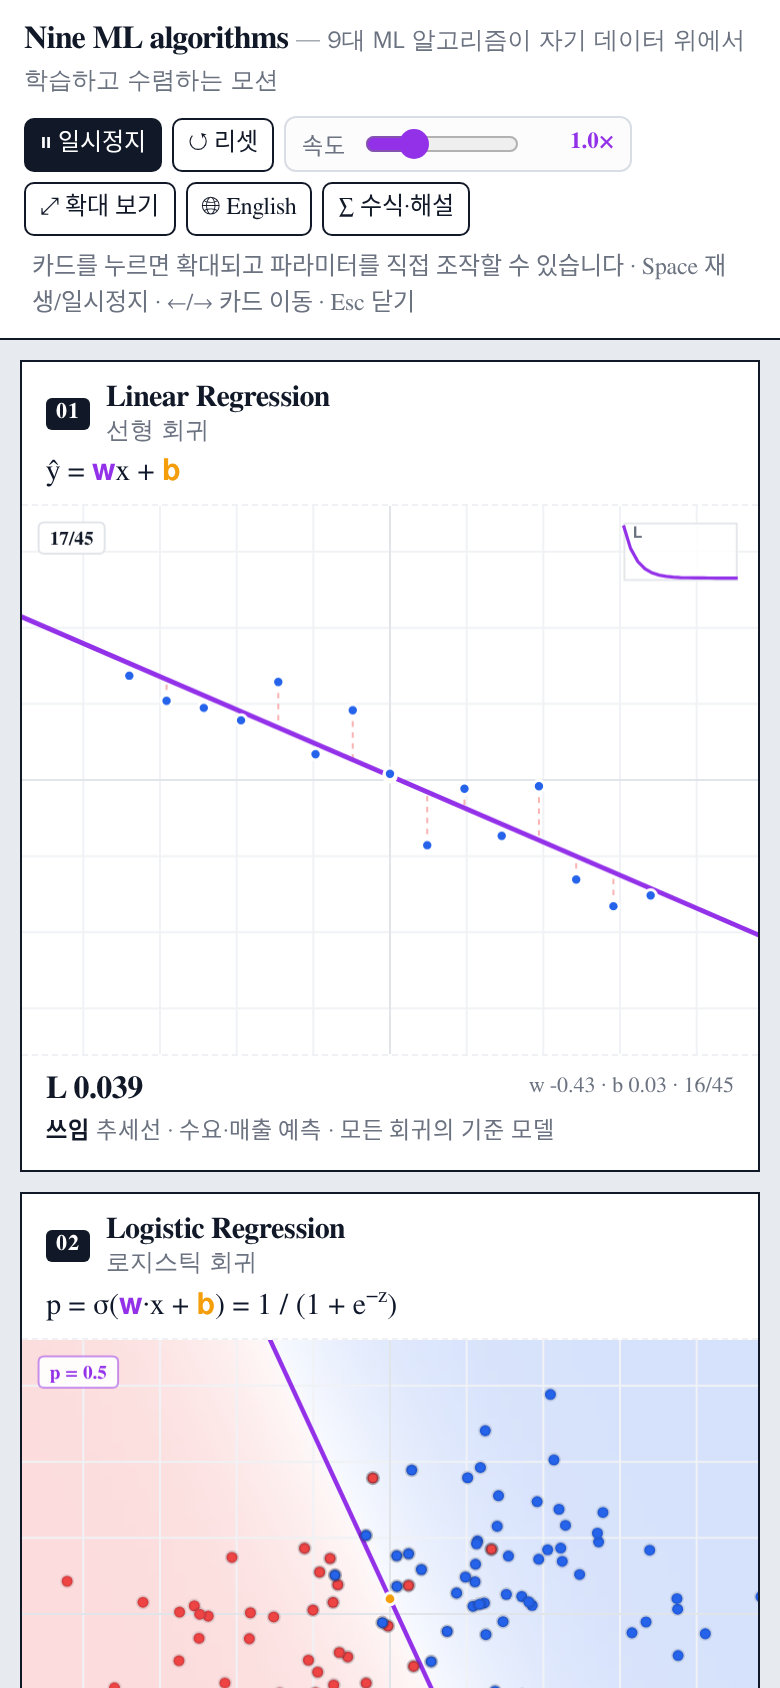 Nine ML algorithms — 9대 ML 알고리즘이 자기 데이터 위에서
학습하고 수렴하는 모션
⏸ 일시정지
↺ 리셋
속도
1.0×
⤢ 확대 보기
🌐 English
∑ 수식·해설
카드를 누르면 확대되고 파라미터를 직접 조작할 수 있습니다 · Space 재
생/일시정지 · ←/→ 카드 이동 · Esc 닫기
01
Linear Regression
선형 회귀
ŷ = wx + b
17/45
L
L 0.039
w -0.43 · b 0.03 · 16/45
쓰임 추세선 · 수요·매출 예측 · 모든 회귀의 기준 모델
02
Logistic Regression
로지스틱 회귀
p = σ(w·x + b) = 1 / (1 + e⁻ᶻ)
p = 0.5